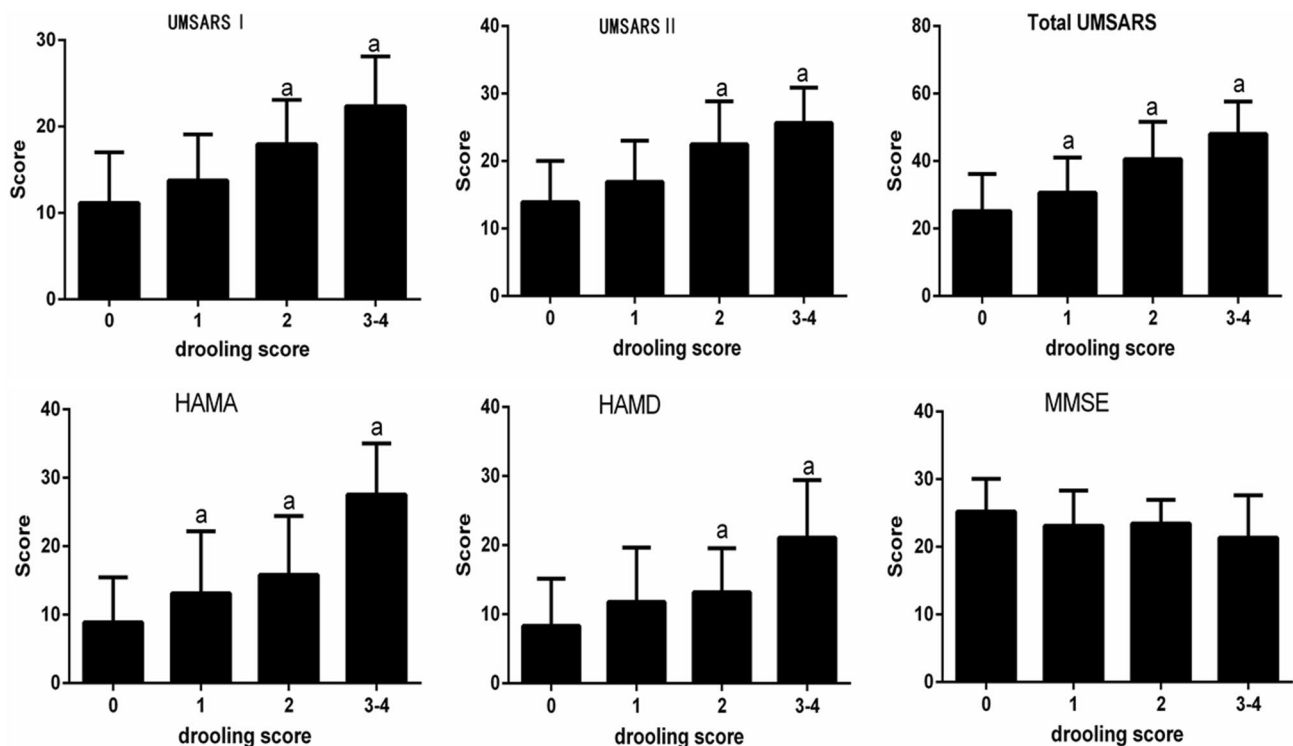 UMSARS Ⅰ
30
20
10
0
Score
a
a
0 1 2 3-4
drooling score
UMSARS Ⅱ
40
30
20
10
0
Score
a
a
0 1 2 3-4
drooling score
Total UMSARS
80
60
40
20
0
Score
a
a
a
0 1 2 3-4
drooling score
HAMA
40
30
20
10
0
Score
a
a
a
0 1 2 3-4
drooling score
HAMD
40
30
20
10
0
Score
a
a
0 1 2 3-4
drooling score
MMSE
40
30
20
10
0
Score
0 1 2 3-4
drooling score